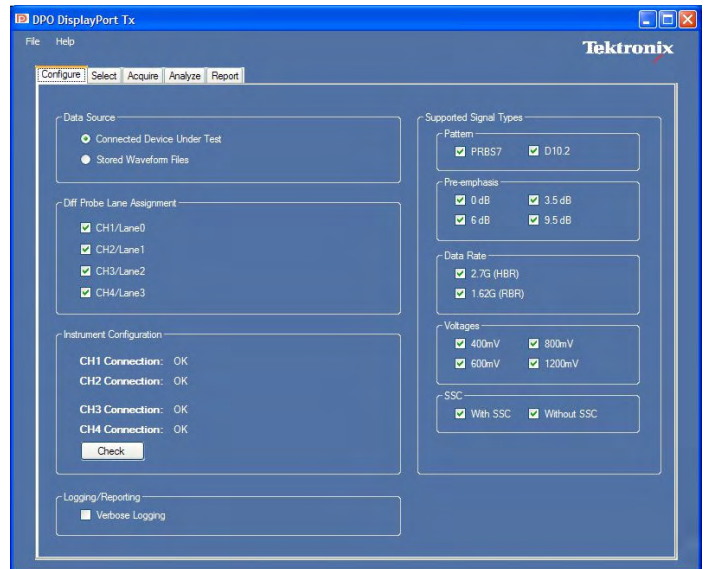 DPO DisplayPort Tx
File Help
Tektronix
Configure Select Acquire Analyze Report
Data Source
Connected Device Under Test
Stored Waveform Files
Diff Probe Lane Assignment
CH1/Lane0
CH2/Lane1
CH3/Lane2
CH4/Lane3
Instrument Configuration
CH1 Connection: OK
CH2 Connection: OK
CH3 Connection: OK
CH4 Connection: OK
Check
Logging/Reporting
Verbose Logging
Supported Signal Types
Pattern
PRBS7 D10.2
Pre-emphasis
0 dB 3.5 dB
6 dB 9.5 dB
Data Rate
2.7G (HBR)
1.62G (RBR)
Voltages
400mV 800mV
600mV 1200mV
SSC
With SSC Without SSC